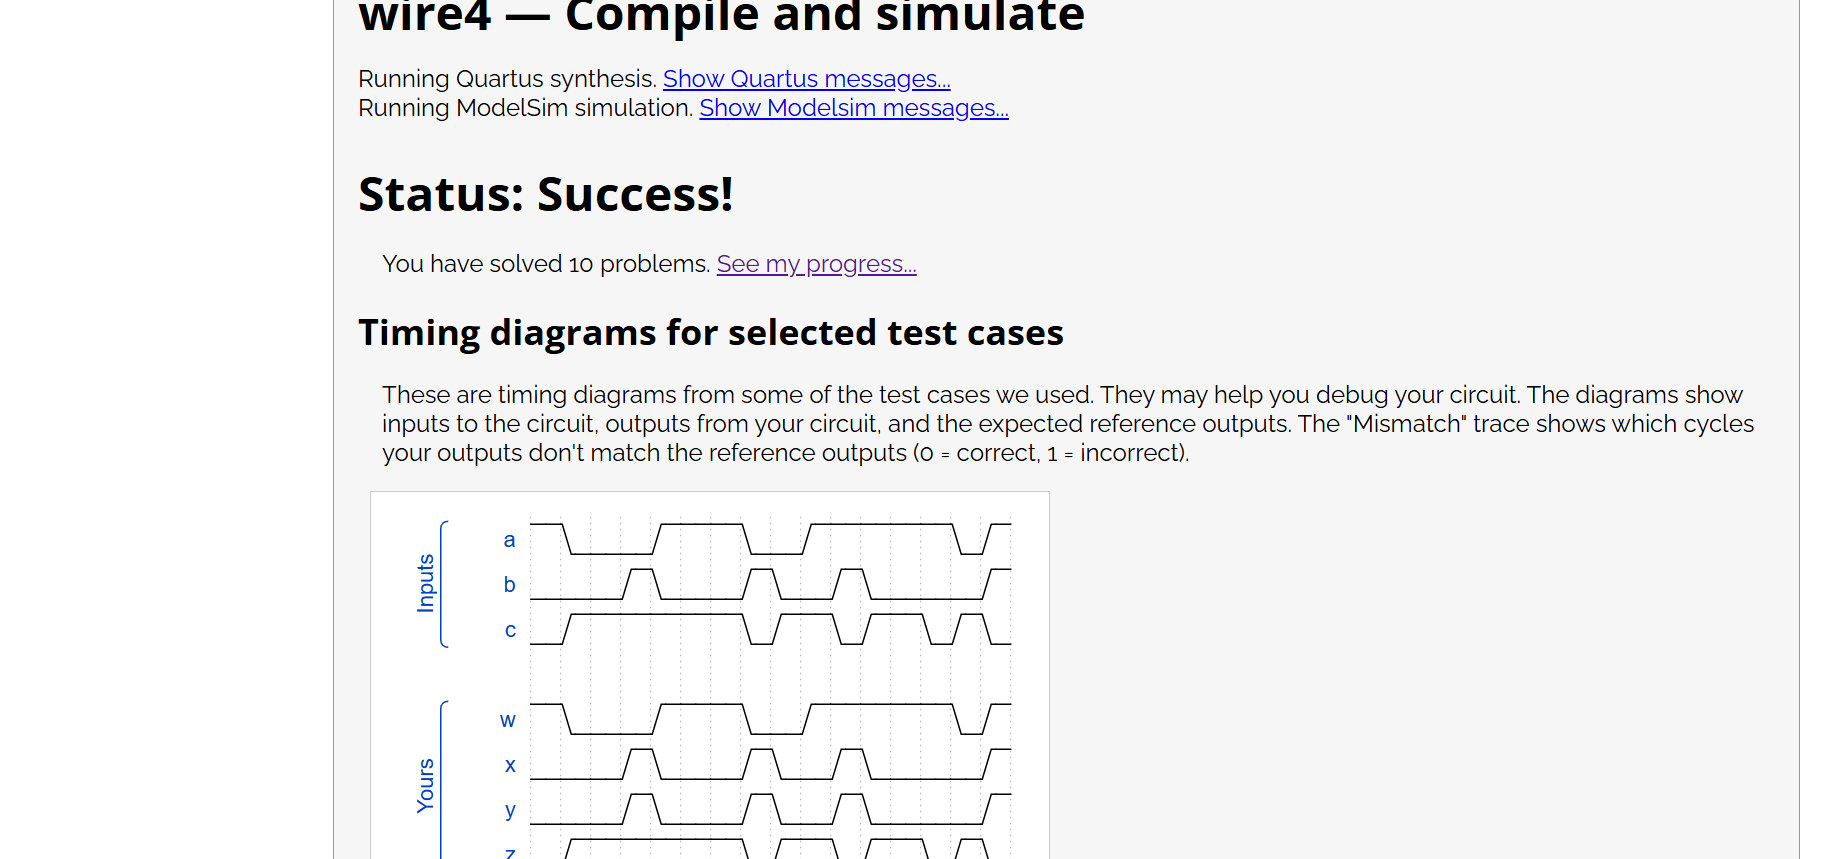 wire4 — Compile and simulate
Running Quartus synthesis. Show Quartus messages...
Running ModelSim simulation. Show Modelsim messages...
Status: Success!
You have solved 10 problems. See my progress...
Timing diagrams for selected test cases
These are timing diagrams from some of the test cases we used. They may help you debug your circuit. The diagrams show
inputs to the circuit, outputs from your circuit, and the expected reference outputs. The "Mismatch" trace shows which cycles
your outputs don't match the reference outputs (0 = correct, 1 = incorrect).
Inputs
a
b
c
Yours
w
x
y
z